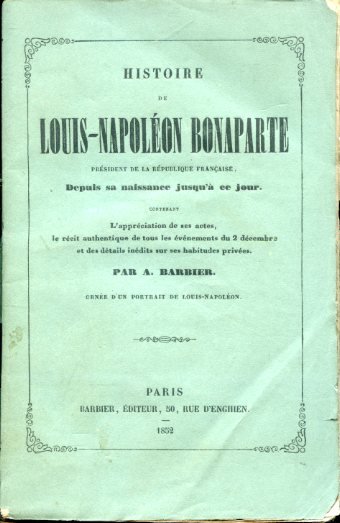 HISTOIRE
DE
LOUIS-NAPOLÉON BONAPARTE
PRÉSIDENT DE LA RÉPUBLIQUE FRANÇAISE,
Depuis sa naissance jusqu'à ce jour.
CONTENANT
L'appréciation de ses actes,
le récit authentique de tous les événements du 2 décembre
et des détails inédits sur ses habitudes privées.
PAR A. BARBIER.
ORNÉE D'UN PORTRAIT DE LOUIS-NAPOLÉON.
PARIS
BARBIER, ÉDITEUR, 50, RUE D'ENGHIEN.
1852